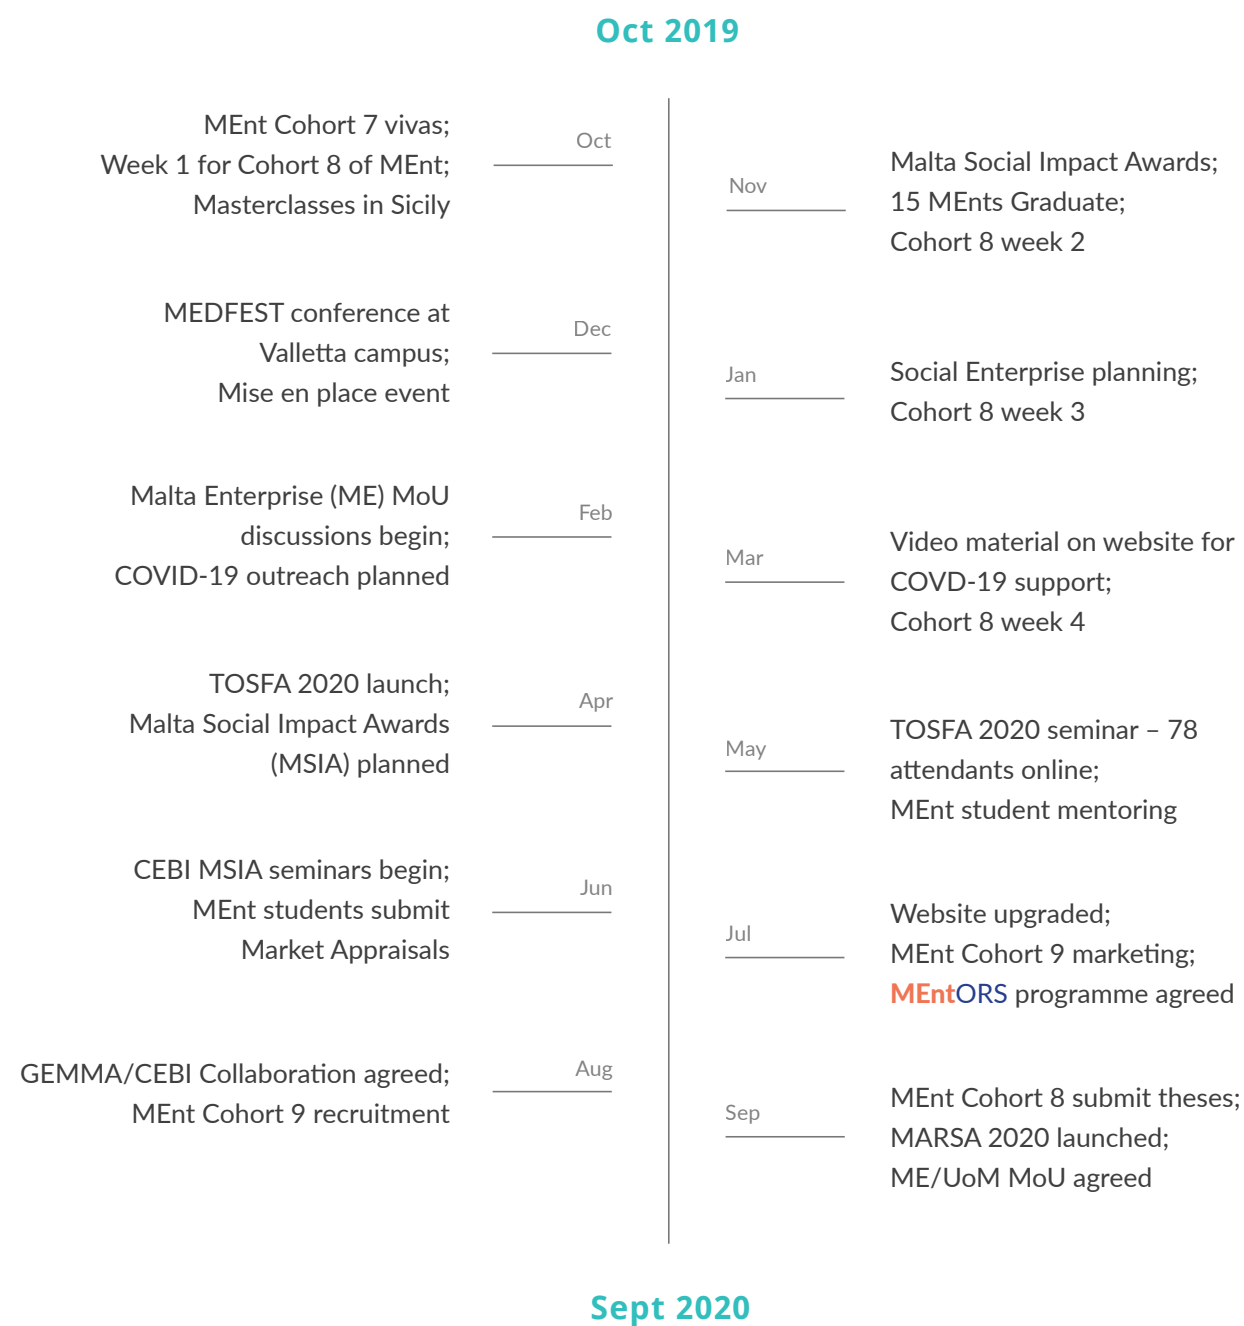 Oct 2019
Oct
MEnt Cohort 7 vivas;
Week 1 for Cohort 8 of MEnt;
Masterclasses in Sicily
Nov
Malta Social Impact Awards;
15 MEnts Graduate;
Cohort 8 week 2
Dec
MEDFEST conference at
Valletta campus;
Mise en place event
Jan
Social Enterprise planning;
Cohort 8 week 3
Feb
Malta Enterprise (ME) MoU
discussions begin;
COVID-19 outreach planned
Mar
Video material on website for
COVD-19 support;
Cohort 8 week 4
Apr
TOSFA 2020 launch;
Malta Social Impact Awards
(MSIA) planned
May
TOSFA 2020 seminar – 78
attendants online;
MEnt student mentoring
Jun
CEBI MSIA seminars begin;
MEnt students submit
Market Appraisals
Jul
Website upgraded;
MEnt Cohort 9 marketing;
MEntORS programme agreed
Aug
GEMMA/CEBI Collaboration agreed;
MEnt Cohort 9 recruitment
Sep
MEnt Cohort 8 submit theses;
MARSA 2020 launched;
ME/UoM MoU agreed
Sept 2020